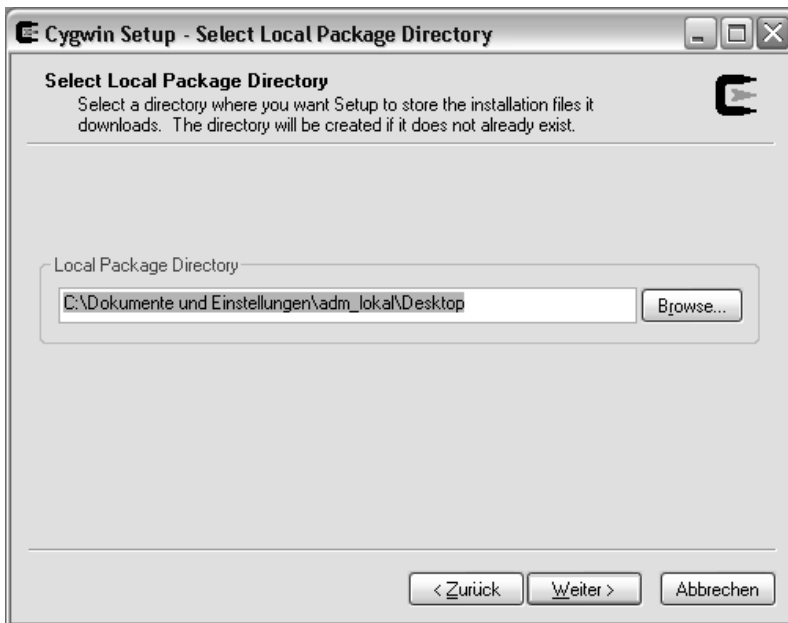 Cygwin Setup - Select Local Package Directory
Select Local Package Directory
Select a directory where you want Setup to store the installation files it
downloads. The directory will be created if it does not already exist.
Local Package Directory
C:\Dokumente und Einstellungen\adm_lokal\Desktop
Browse...
< Zurück
Weiter >
Abbrechen